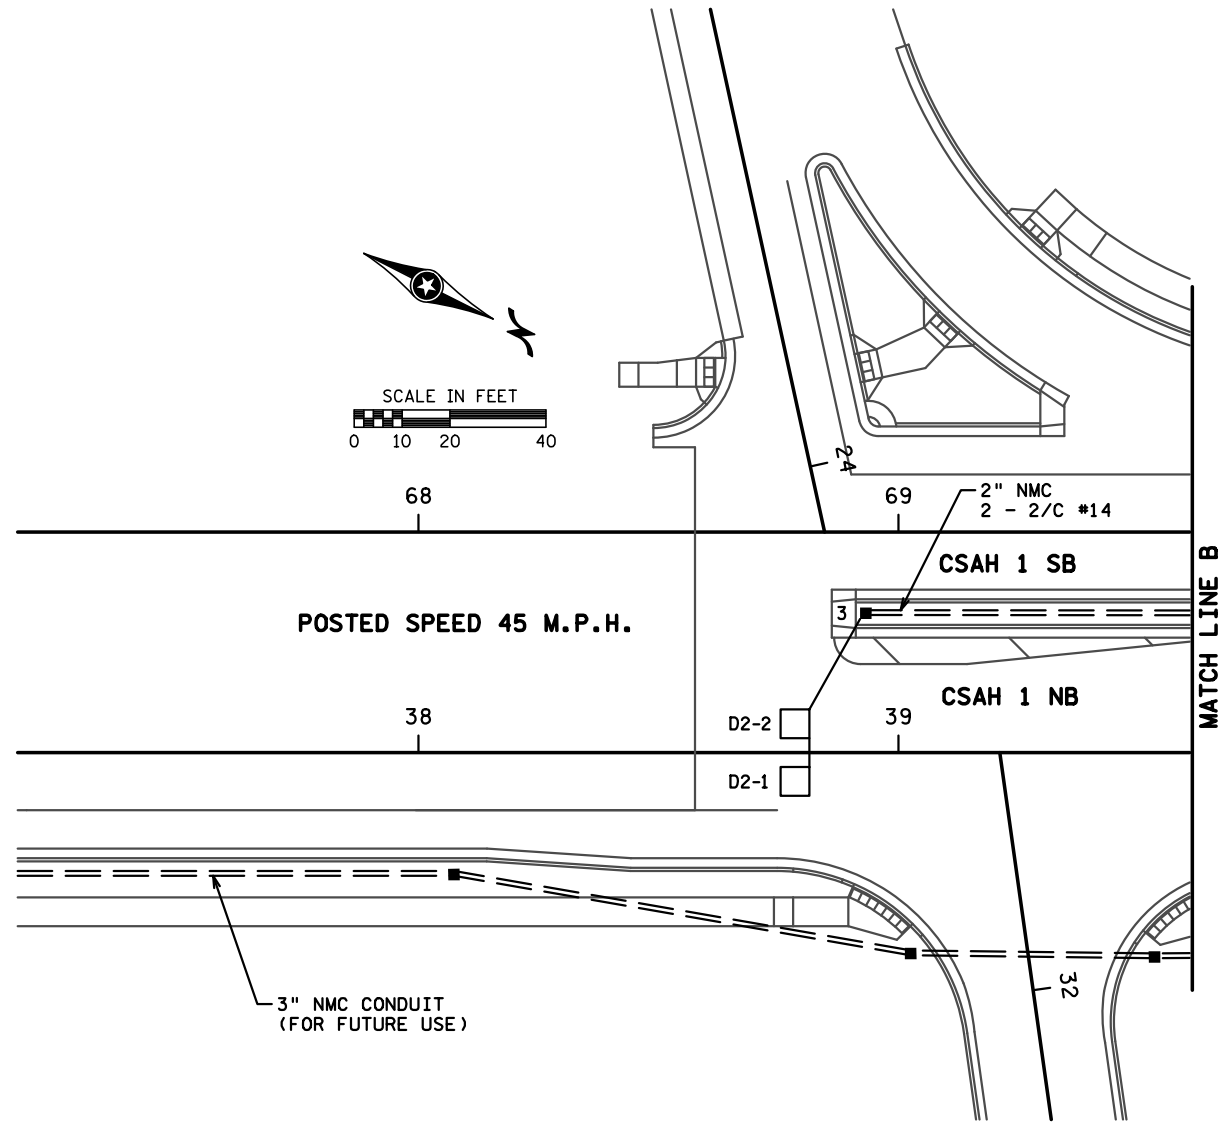 SCALE IN FEET
0 10 20 40
24
68
69
2" NMC
2 - 2/C #14
CSAH 1 SB
POSTED SPEED 45 M.P.H.
3
MATCH LINE B
CSAH 1 NB
38
39
D2-2
D2-1
3" NMC CONDUIT
(FOR FUTURE USE)
32